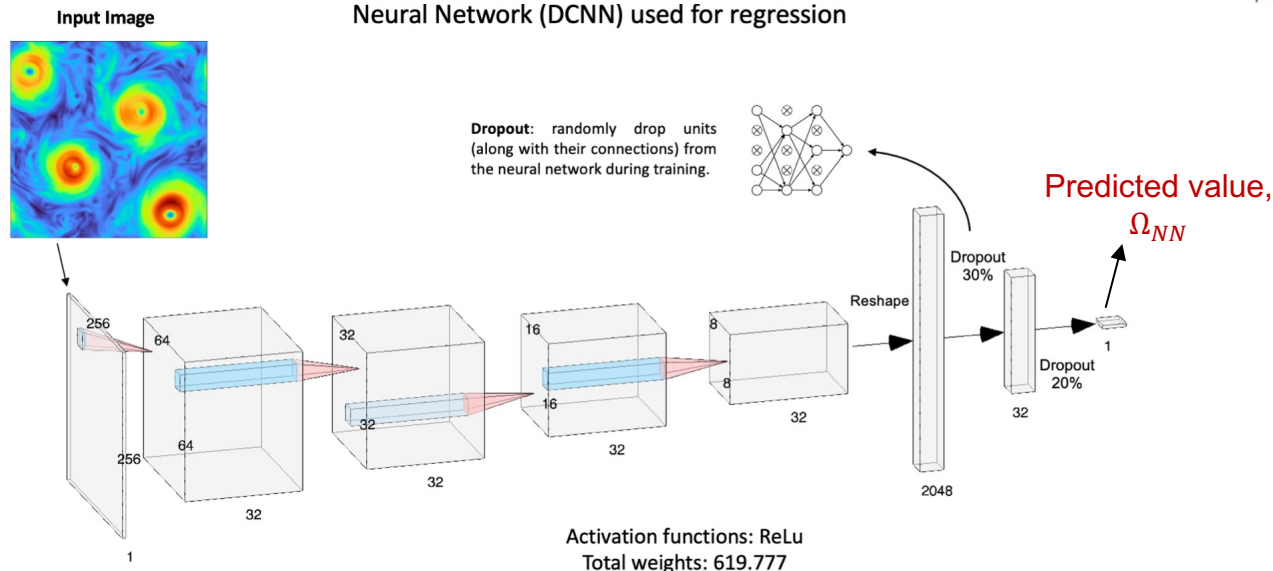 Neural Network (DCNN) used for regression
Input Image
Dropout: randomly drop units
(along with their connections) from
the neural network during training.
Predicted value,
Ω_NN
Dropout
30%
Reshape
256
64
32
16
8
8
16
32
64
256
1
Dropout
20%
32
32
32
32
32
2048
1
Activation functions: ReLu
Total weights: 619.777